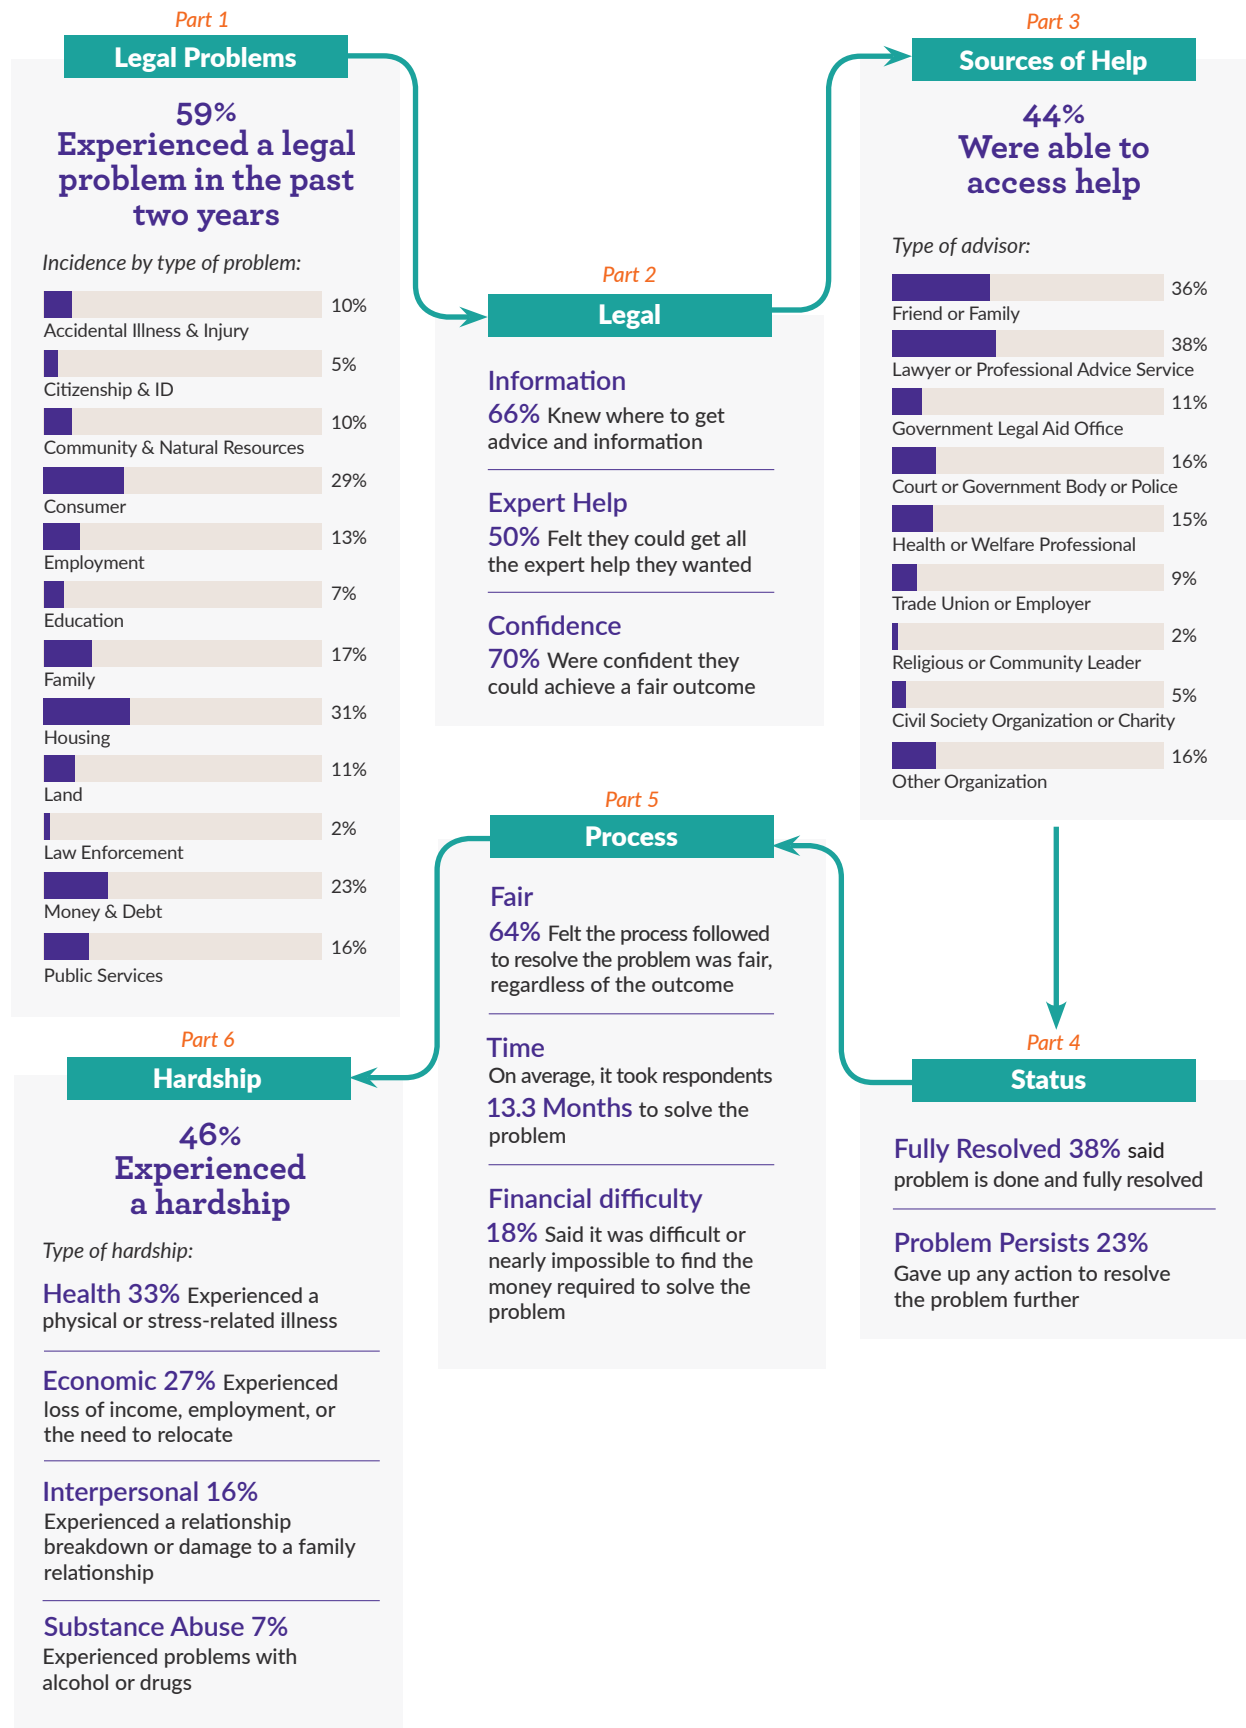 Part 1
Legal Problems
59%
Experienced a legal
problem in the past
two years
Incidence by type of problem:
10%
Accidental Illness & Injury
5%
Citizenship & ID
10%
Community & Natural Resources
29%
Consumer
13%
Employment
7%
Education
17%
Family
31%
Housing
11%
Land
2%
Law Enforcement
23%
Money & Debt
16%
Public Services
Part 2
Legal
Information
66% Knew where to get
advice and information
Expert Help
50% Felt they could get all
the expert help they wanted
Confidence
70% Were confident they
could achieve a fair outcome
Part 3
Sources of Help
44%
Were able to
access help
Type of advisor:
36%
Friend or Family
38%
Lawyer or Professional Advice Service
11%
Government Legal Aid Office
16%
Court or Government Body or Police
15%
Health or Welfare Professional
9%
Trade Union or Employer
2%
Religious or Community Leader
5%
Civil Society Organization or Charity
16%
Other Organization
Part 4
Status
Fully Resolved 38% said
problem is done and fully resolved
Problem Persists 23%
Gave up any action to resolve
the problem further
Part 5
Process
Fair
64% Felt the process followed
to resolve the problem was fair,
regardless of the outcome
Time
On average, it took respondents
13.3 Months to solve the
problem
Financial difficulty
18% Said it was difficult or
nearly impossible to find the
money required to solve the
problem
Part 6
Hardship
46%
Experienced
a hardship
Type of hardship:
Health 33% Experienced a
physical or stress-related illness
Economic 27% Experienced
loss of income, employment, or
the need to relocate
Interpersonal 16%
Experienced a relationship
breakdown or damage to a family
relationship
Substance Abuse 7%
Experienced problems with
alcohol or drugs